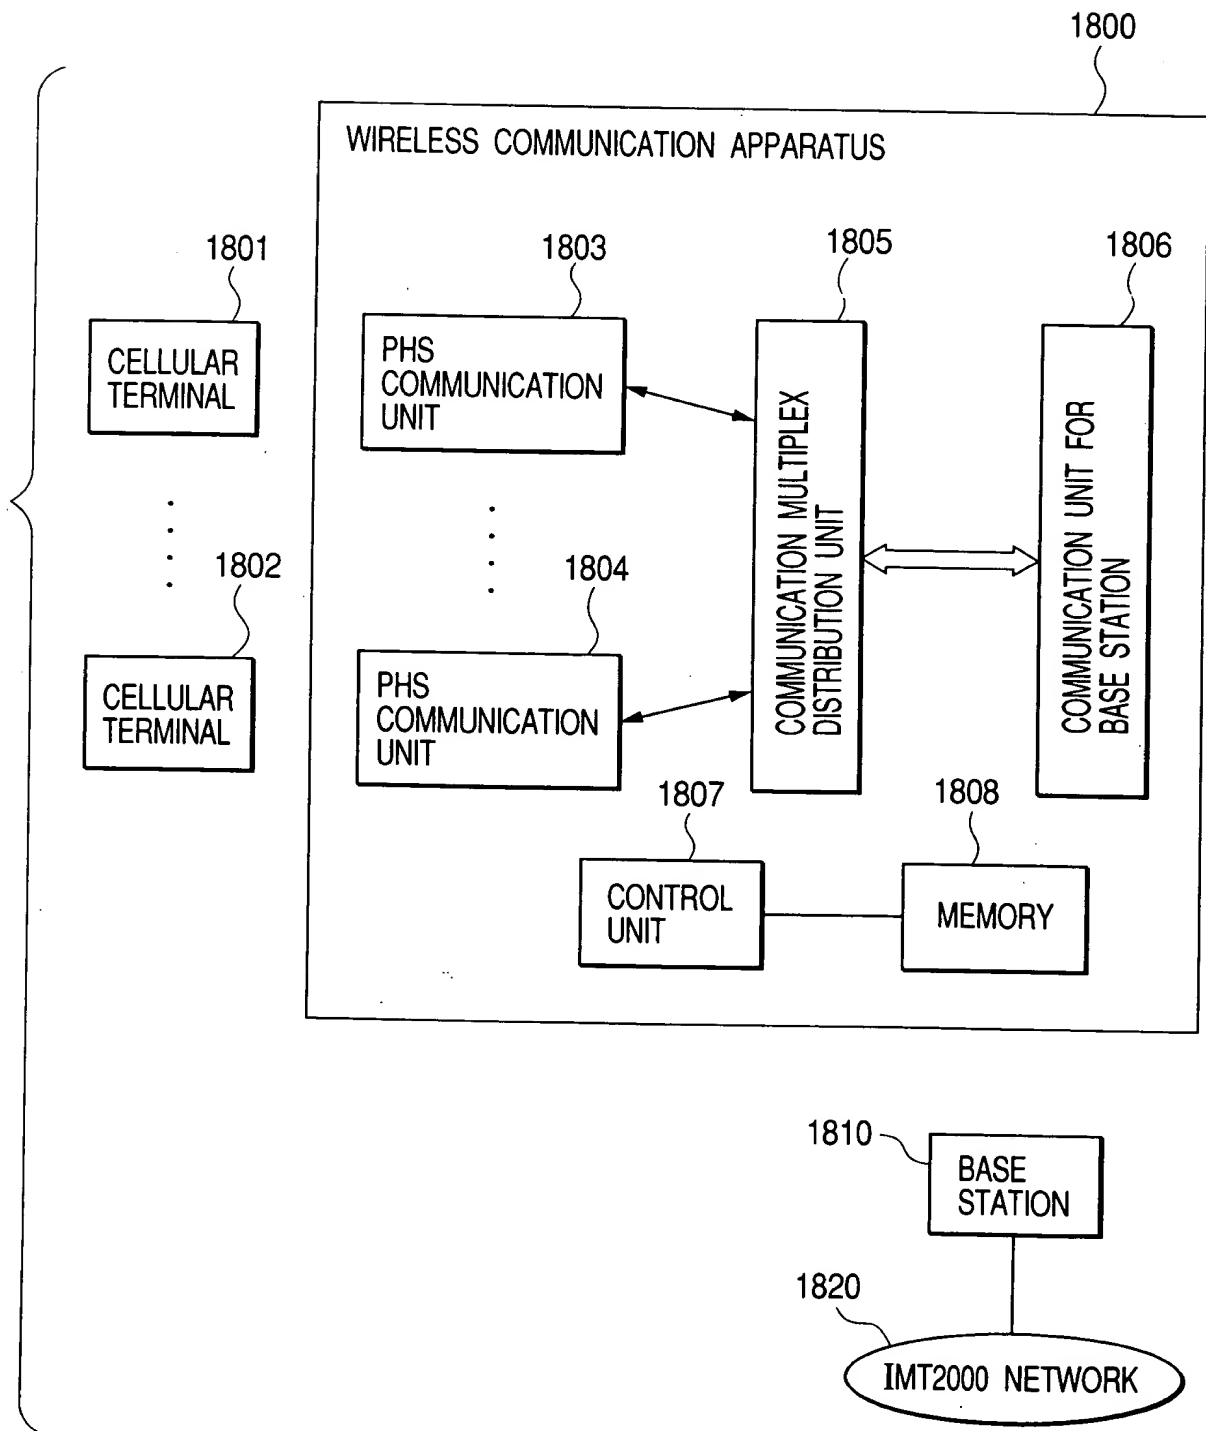 1800
WIRELESS COMMUNICATION APPARATUS
1801
1803
1805
1806
CELLULAR
TERMINAL
PHS
COMMUNICATION
UNIT
COMMUNICATION MULTIPLEX
DISTRIBUTION UNIT
COMMUNICATION UNIT FOR
BASE STATION
1802
1804
CELLULAR
TERMINAL
PHS
COMMUNICATION
UNIT
1807
1808
CONTROL
UNIT
MEMORY
1810
BASE
STATION
1820
IMT2000 NETWORK